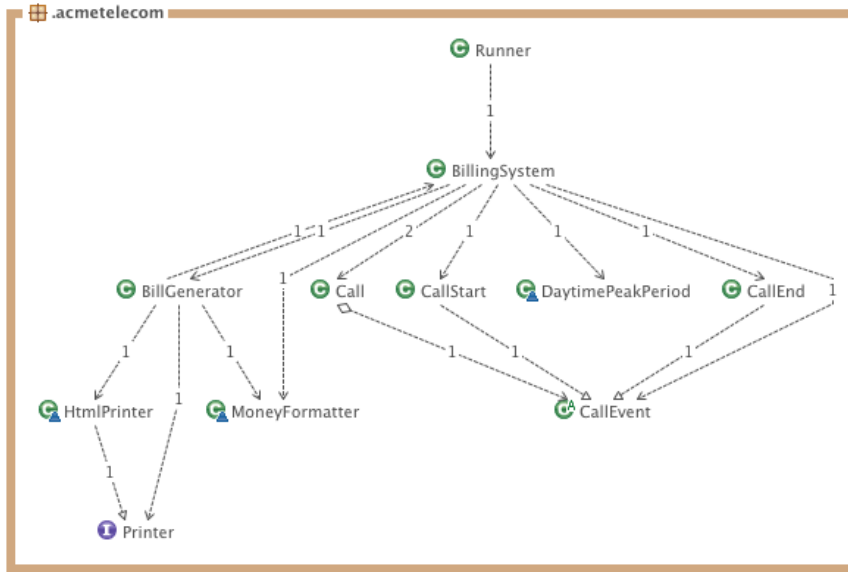 .acmetelecom
Runner
1
BillingSystem
1 1 2 1 1 1
1 1
BillGenerator Call CallStart DaytimePeakPeriod CallEnd
1 1 1 1 1
1
HtmlPrinter MoneyFormatter CallEvent
1
Printer